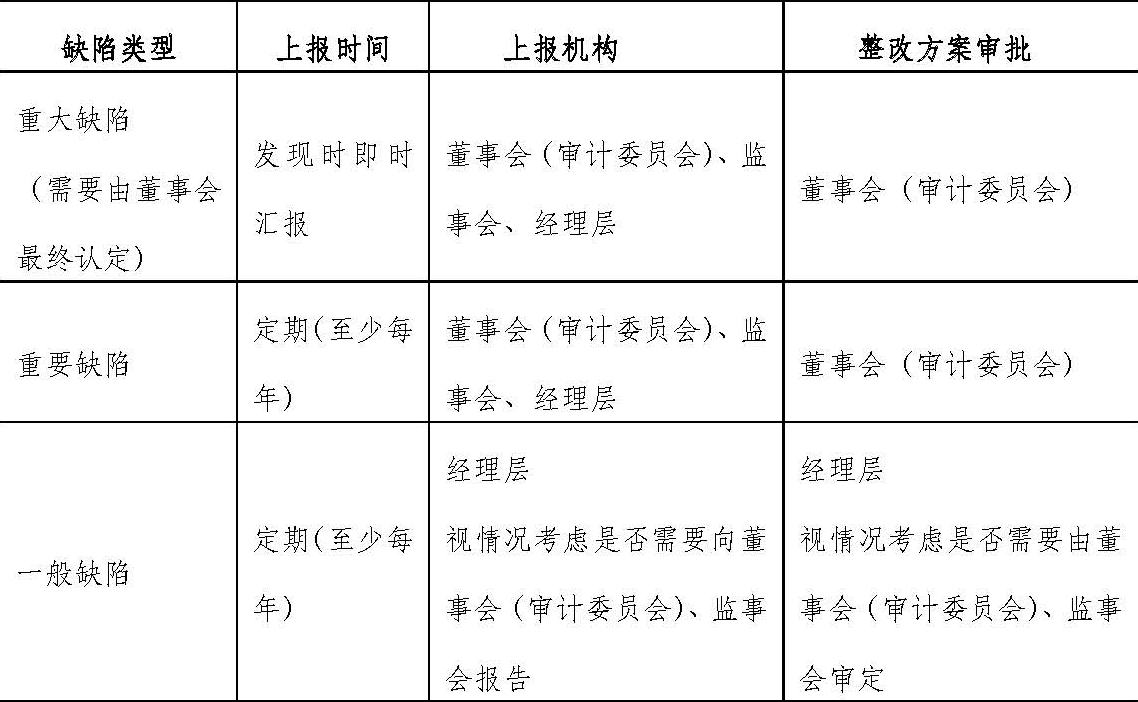 缺陷类型
上报时间
上报机构
整改方案审批
重大缺陷
（需要由董事会
最终认定）
发现时即时
汇报
董事会（审计委员会）、监
事会、经理层
董事会（审计委员会）
重要缺陷
定期（至少每
年）
董事会（审计委员会）、监
事会、经理层
董事会（审计委员会）
一般缺陷
定期（至少每
年）
经理层
视情况考虑是否需要向董
事会（审计委员会）、监事
会报告
经理层
视情况考虑是否需要由董
事会（审计委员会）、监事
会审定